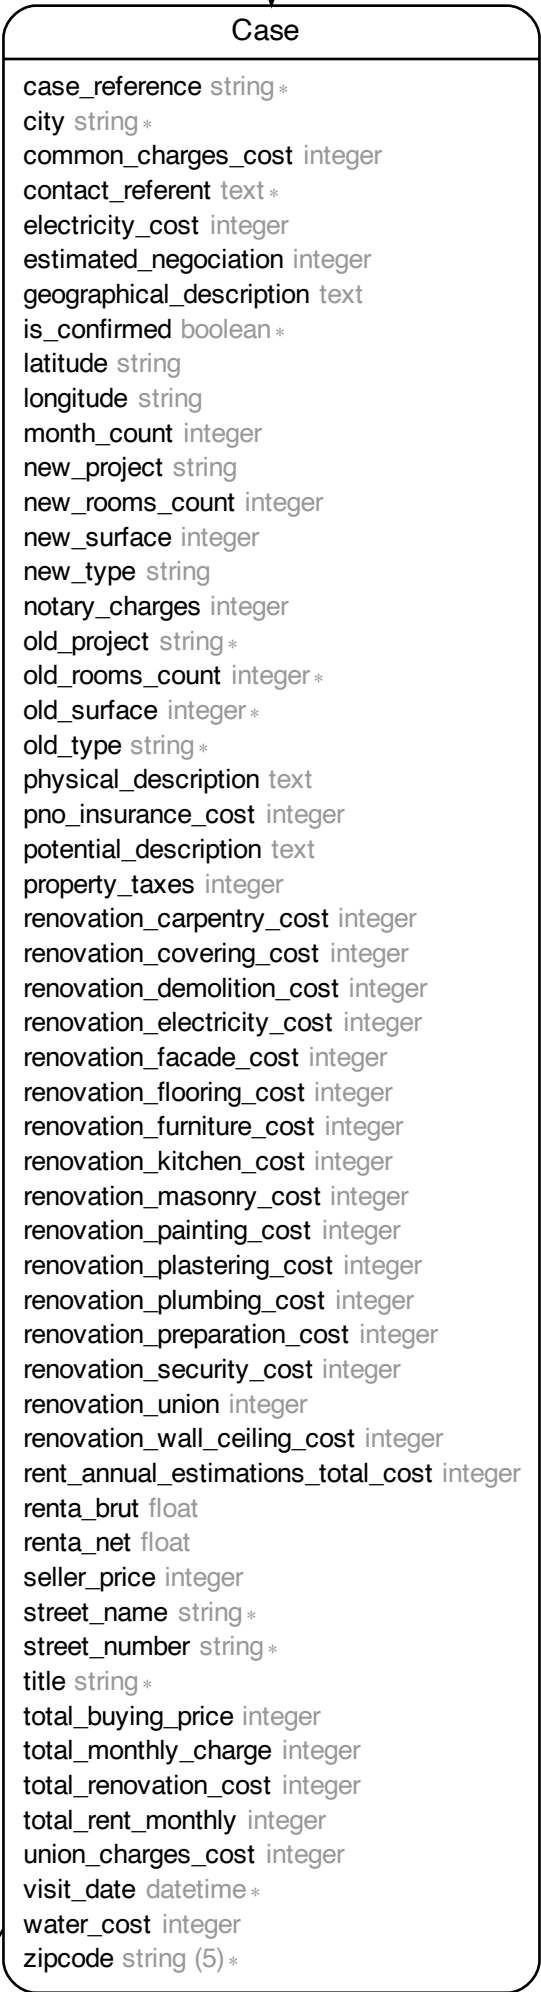 Case
case_reference string *
city string *
common_charges_cost integer
contact_referent text *
electricity_cost integer
estimated_negociation integer
geographical_description text
is_confirmed boolean *
latitude string
longitude string
month_count integer
new_project string
new_rooms_count integer
new_surface integer
new_type string
notary_charges integer
old_project string *
old_rooms_count integer *
old_surface integer *
old_type string *
physical_description text
pno_insurance_cost integer
potential_description text
property_taxes integer
renovation_carpentry_cost integer
renovation_covering_cost integer
renovation_demolition_cost integer
renovation_electricity_cost integer
renovation_facade_cost integer
renovation_flooring_cost integer
renovation_furniture_cost integer
renovation_kitchen_cost integer
renovation_masonry_cost integer
renovation_painting_cost integer
renovation_plastering_cost integer
renovation_plumbing_cost integer
renovation_preparation_cost integer
renovation_security_cost integer
renovation_union integer
renovation_wall_ceiling_cost integer
rent_annual_estimations_total_cost integer
renta_brut float
renta_net float
seller_price integer
street_name string *
street_number string *
title string *
total_buying_price integer
total_monthly_charge integer
total_renovation_cost integer
total_rent_monthly integer
union_charges_cost integer
visit_date datetime *
water_cost integer
zipcode string (5) *